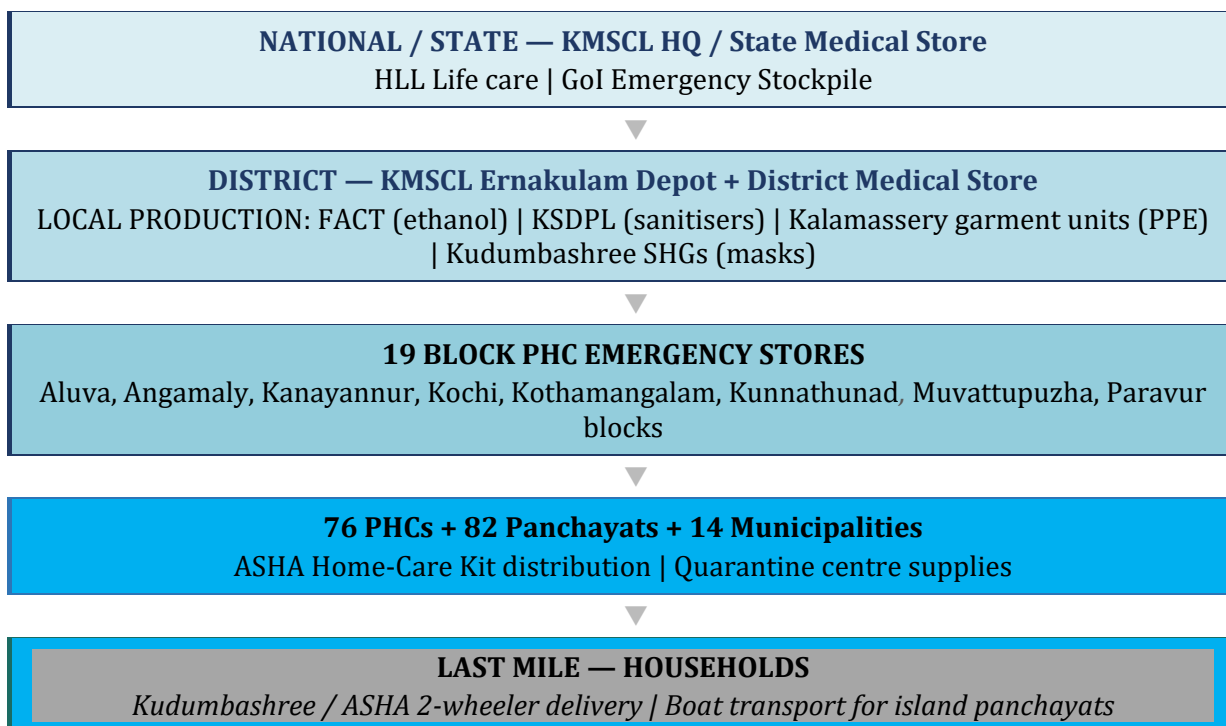 NATIONAL / STATE — KMSCL HQ / State Medical Store
HLL Life care | GoI Emergency Stockpile
DISTRICT — KMSCL Ernakulam Depot + District Medical Store
LOCAL PRODUCTION: FACT (ethanol) | KSDPL (sanitisers) | Kalamassery garment units (PPE)
| Kudumbashree SHGs (masks)
19 BLOCK PHC EMERGENCY STORES
Aluva, Angamaly, Kanayannur, Kochi, Kothamangalam, Kunnathunad, Muvattupuzha, Paravur
blocks
76 PHCs + 82 Panchayats + 14 Municipalities
ASHA Home-Care Kit distribution | Quarantine centre supplies
LAST MILE — HOUSEHOLDS
Kudumbashree / ASHA 2-wheeler delivery | Boat transport for island panchayats